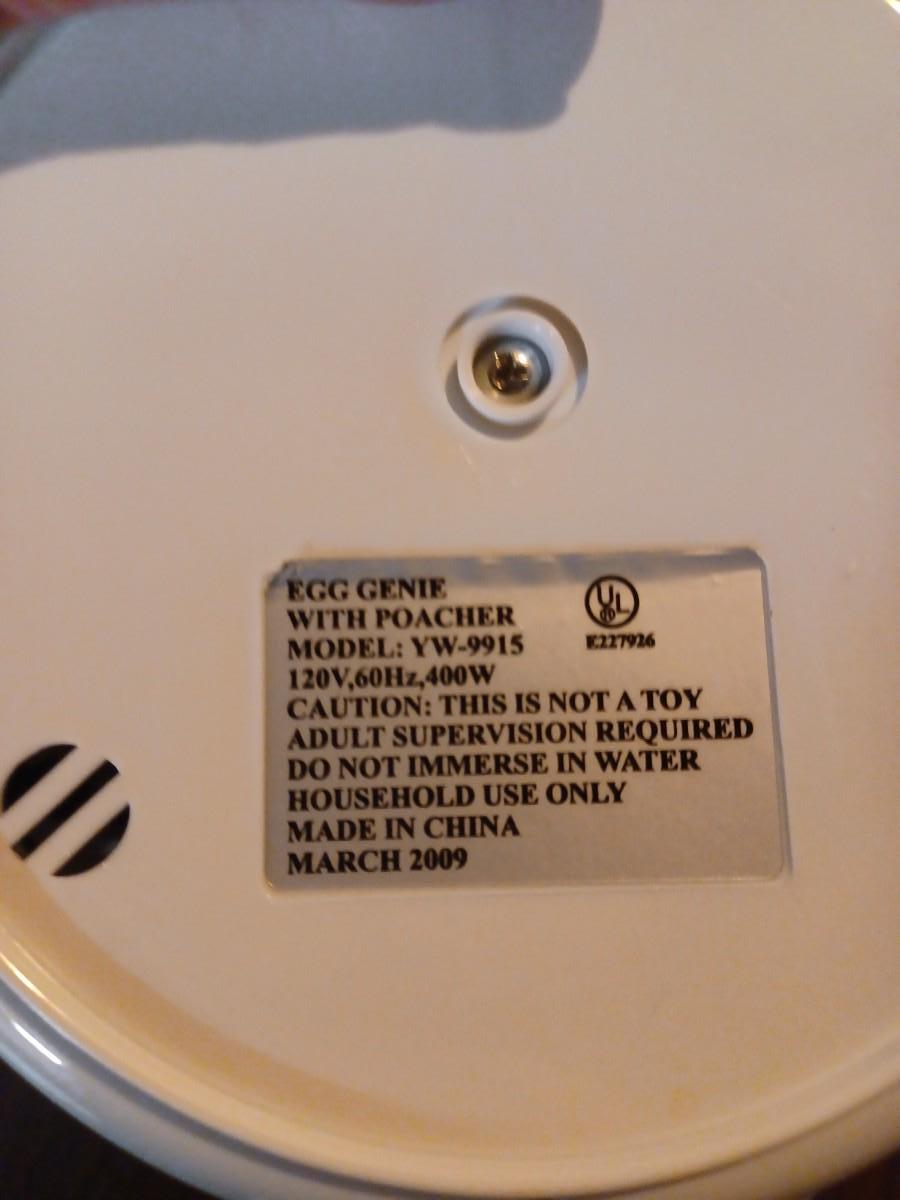 EGG GENIE
WITH POACHER
MODEL: YW-9915
120V,60Hz,400W
CAUTION: THIS IS NOT A TOY
ADULT SUPERVISION REQUIRED
DO NOT IMMERSE IN WATER
HOUSEHOLD USE ONLY
MADE IN CHINA
MARCH 2009
UL
E227926